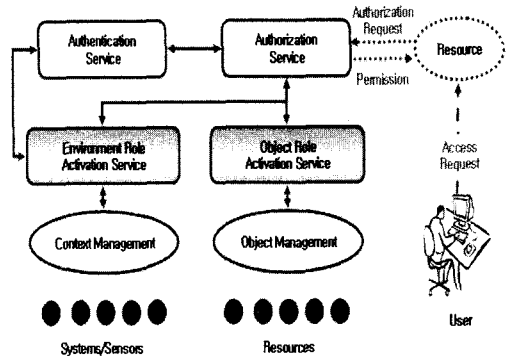 Authentication
Service
Authorization
Service
Authorization
Request
Permission
Resource
Environment Role
Activation Service
Object Role
Activation Service
Access
Request
Context Management
Object Management
User
Systems/Sensors
Resources